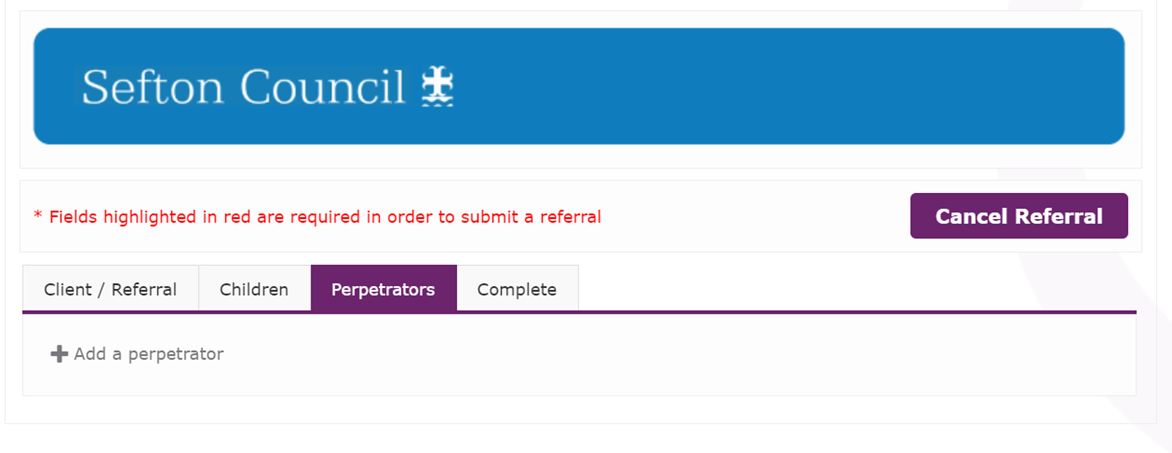 Sefton Council
* Fields highlighted in red are required in order to submit a referral
Cancel Referral
Client / Referral
Children
Perpetrators
Complete
Add a perpetrator